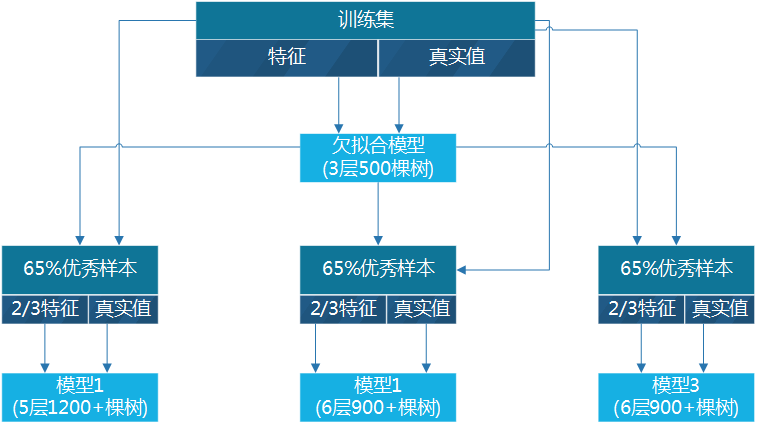 训练集
特征 真实值
欠拟合模型
(3层500棵树)
65%优秀样本 65%优秀样本 65%优秀样本
2/3特征 真实值 2/3特征 真实值 2/3特征 真实值
模型1 模型1 模型3
(5层1200+棵树) (6层900+棵树) (6层900+棵树)